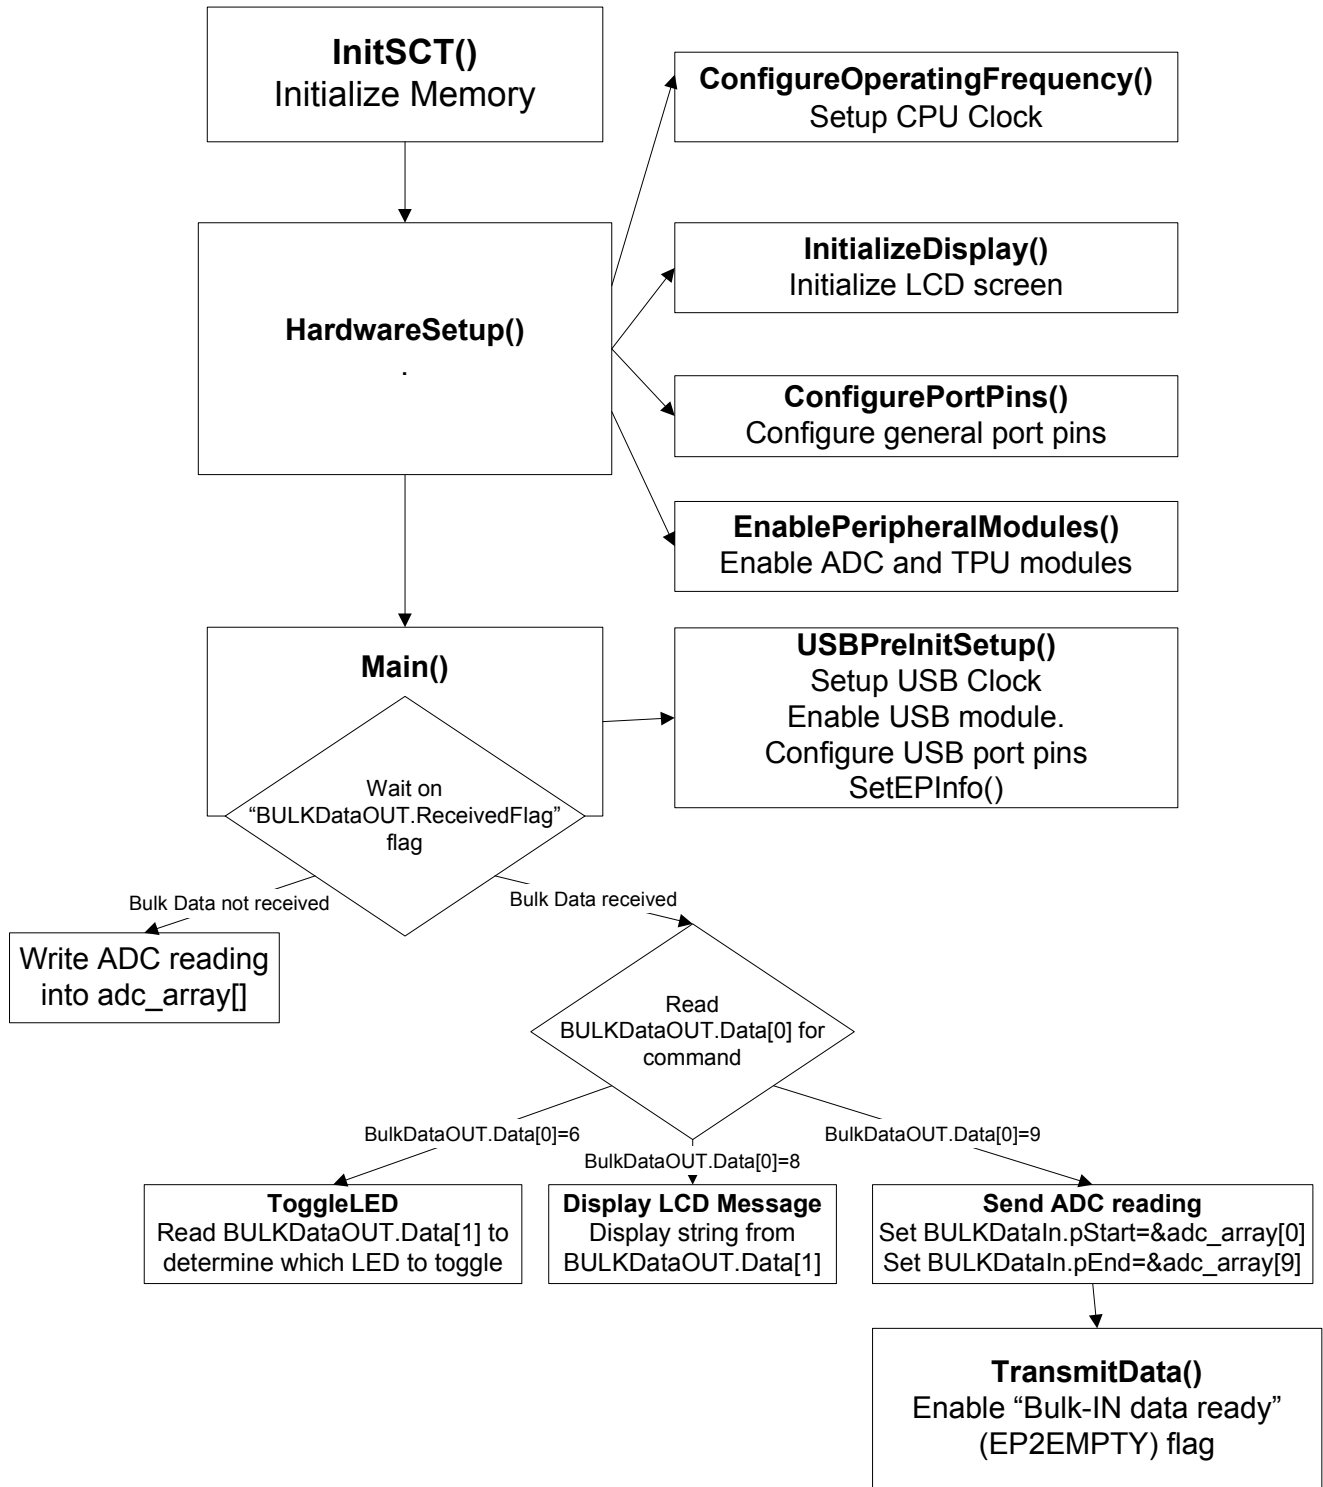 InitSCT()
Initialize Memory
ConfigureOperatingFrequency()
Setup CPU Clock
HardwareSetup()
.
InitializeDisplay()
Initialize LCD screen
ConfigurePortPins()
Configure general port pins
EnablePeripheralModules()
Enable ADC and TPU modules
Main()
USBPreInitSetup()
Setup USB Clock
Enable USB module.
Configure USB port pins
SetEPInfo()
Wait on
“BULKDataOUT.ReceivedFlag”
flag
Bulk Data not received
Bulk Data received
Write ADC reading
into adc_array[]
Read
BULKDataOUT.Data[0] for
command
BulkDataOUT.Data[0]=6
BulkDataOUT.Data[0]=8
BulkDataOUT.Data[0]=9
ToggleLED
Read BULKDataOUT.Data[1] to
determine which LED to toggle
Display LCD Message
Display string from
BULKDataOUT.Data[1]
Send ADC reading
Set BULKDataIn.pStart=&adc_array[0]
Set BULKDataIn.pEnd=&adc_array[9]
TransmitData()
Enable “Bulk-IN data ready”
(EP2EMPTY) flag